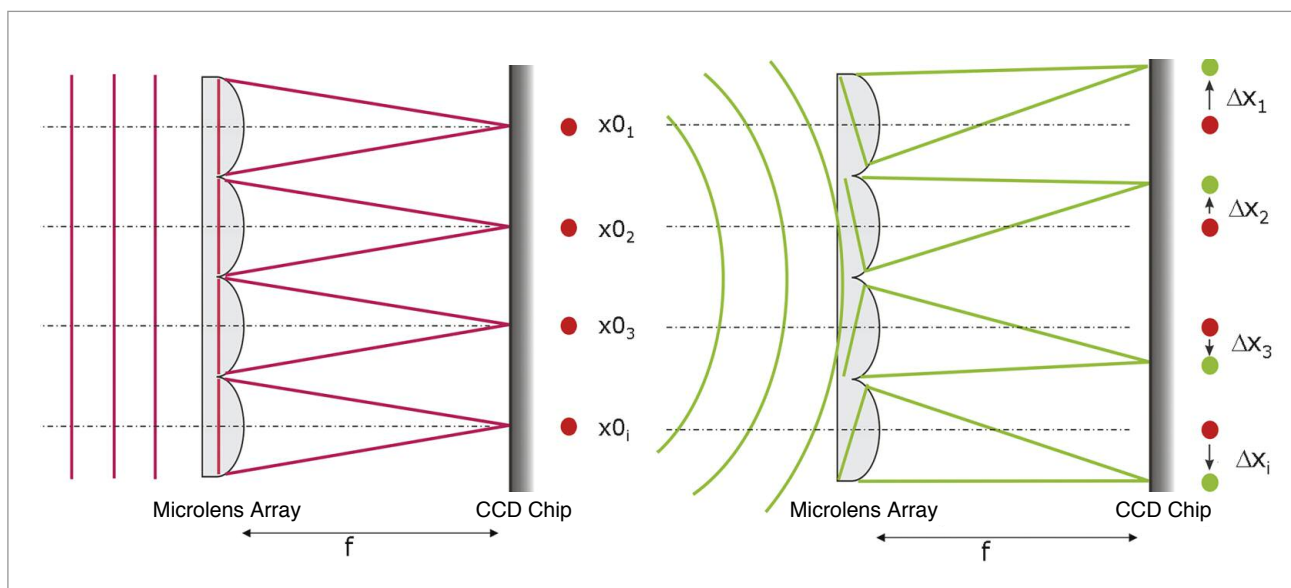 x0₁
x0₂
x0₃
x0ᵢ
Microlens Array
CCD Chip
f
Δx₁
Δx₂
Δx₃
Δxᵢ
Microlens Array
CCD Chip
f